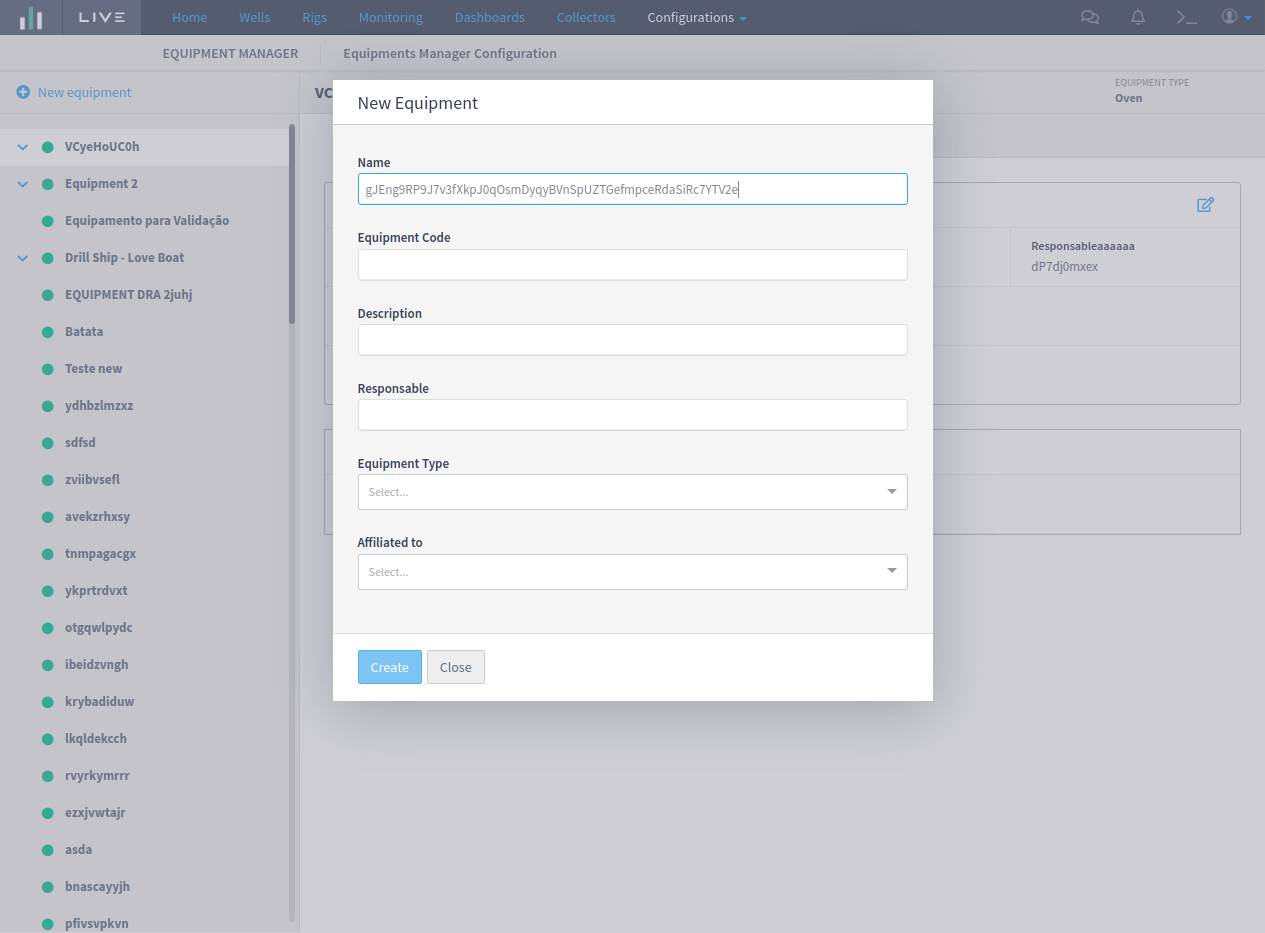 LIVE Home Wells Rigs Monitoring Dashboards Collectors Configurations
EQUIPMENT MANAGER Equipments Manager Configuration
New equipment
VC
EQUIPMENT TYPE
Oven
VCyeHoUC0h
Equipment 2
Equipamento para Validação
Drill Ship - Love Boat
EQUIPMENT DRA 2juhj
Batata
Teste new
ydhbzlmzxz
sdfsd
zviibvsefl
avekzrhxsy
tnmpagacgx
ykprtrdvxt
otgqwlpydc
ibeidzvngh
krybadiduw
lkqldekcch
rvyrkymrrr
ezxjvwtajr
asda
bnascayyjh
pfivsvpkvn
New Equipment
Name
gJEng9RP9J7v3fXkpJ0qOsmDyqyBVnSpUZTGefmpceRdaSiRc7YTV2e
Equipment Code
Description
Responsable
Equipment Type
Select...
Affiliated to
Select...
Create Close
Responsableaaaaaa
dP7dj0mxex